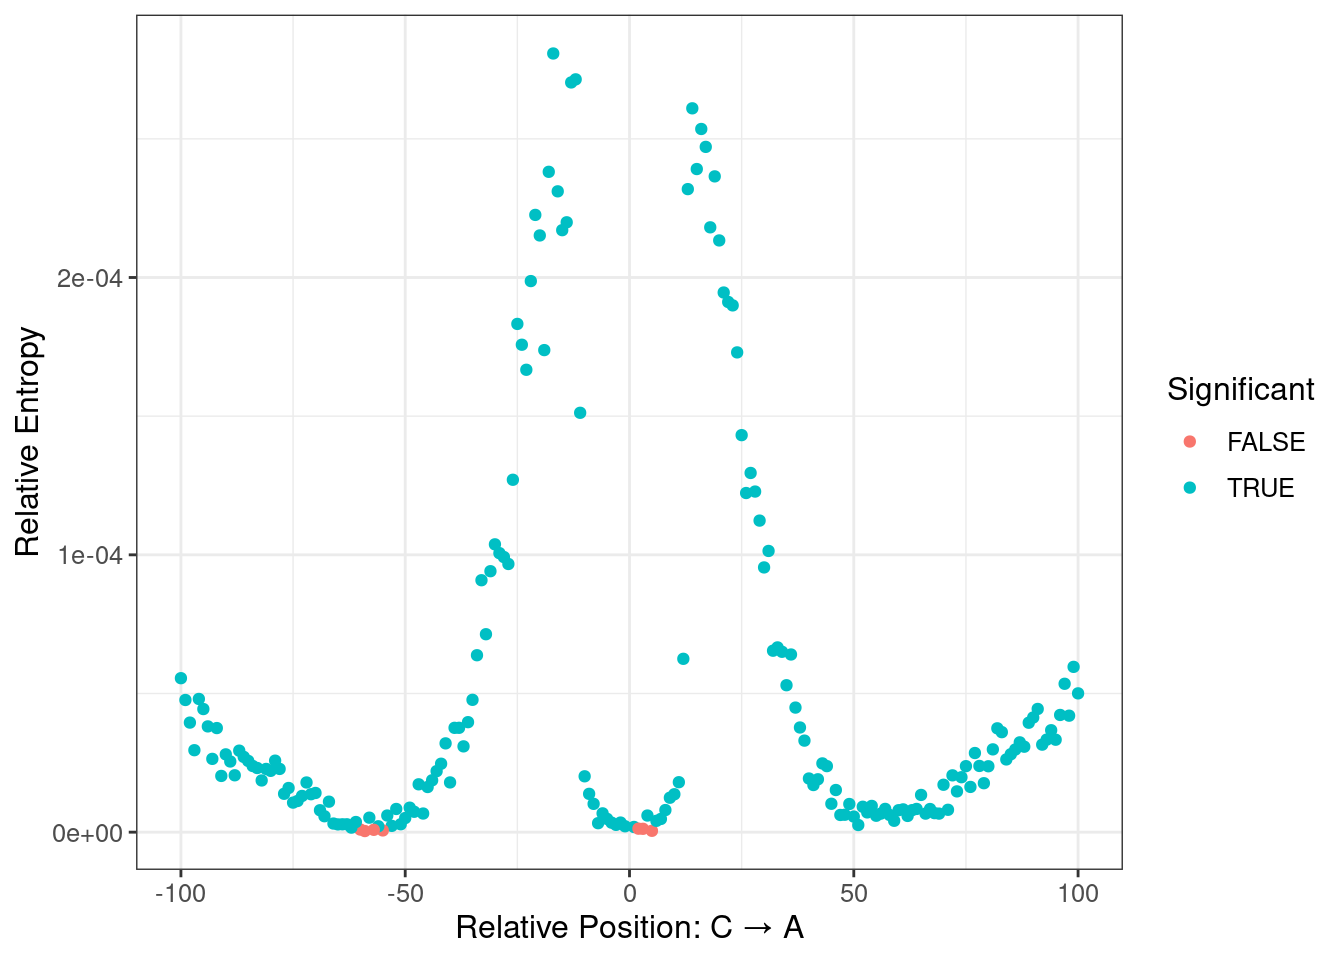 Relative Entropy
2e-04
1e-04
0e+00
-100
-50
0
50
100
Relative Position: C → A
Significant
FALSE
TRUE